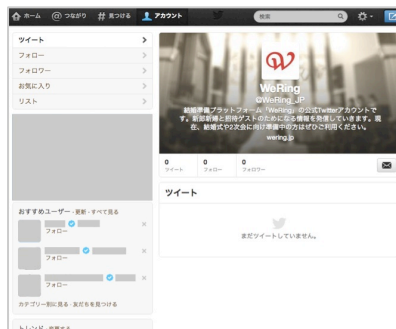 ホーム
@ つながり
# 見つける
アカウント
検索
ツイート
フォロー
フォロワー
お気に入り
リスト
WeRing
@WeRing_JP
結婚準備プラットフォーム「WeRing」の公式Twitterアカウントで
す。新郎新婦と招待ゲストのためになる情報を発信していきます。現
在、結婚式や2次会に向け準備中の方はぜひご利用ください。
wering.jp
0
ツイート
0
フォロー
0
フォロワー
ツイート
まだツイートしていません。
おすすめユーザー · 更新 · すべて見る
フォロー
フォロー
フォロー
カテゴリー別に見る · 友だちを見つける
トレンド · 変更する